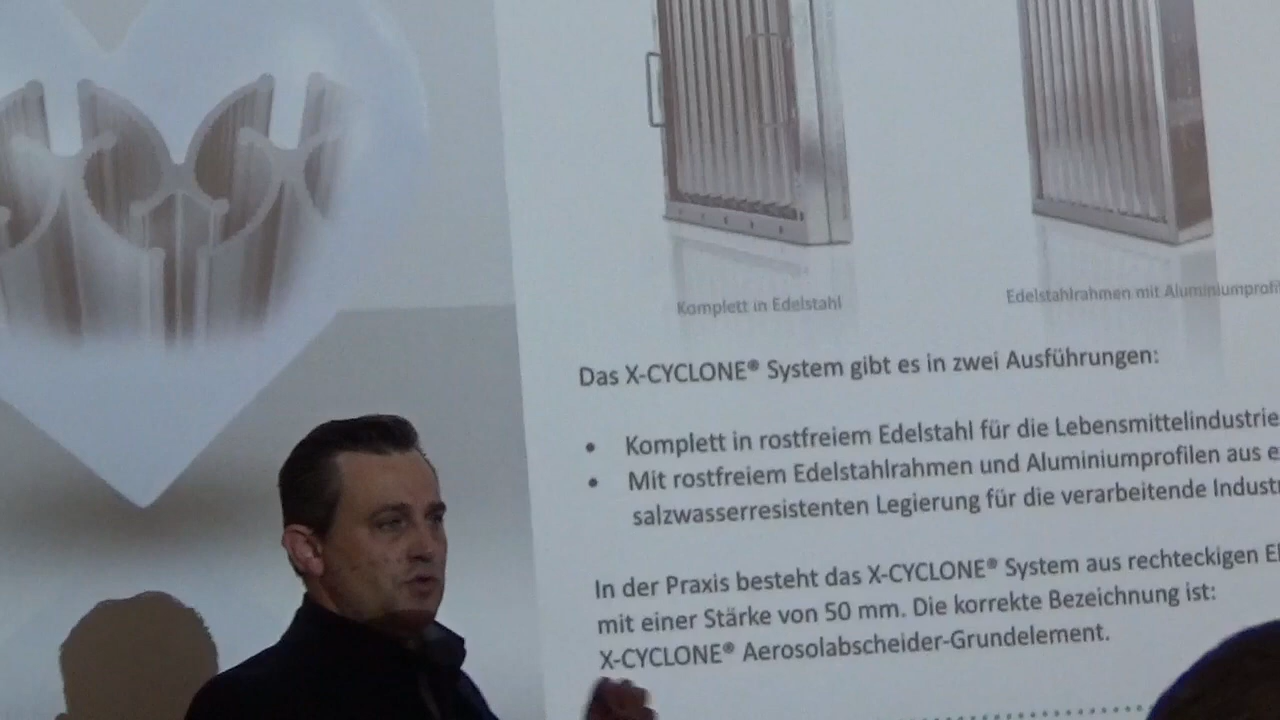 Komplett in Edelstahl
Edelstahlrahmen mit
Das X-CYCLONE® System gibt es in zwei Ausführungen:
• Komplett in rostfreiem Edelstahl für die Lebensmittelindustrie
• Mit rostfreiem Edelstahlrahmen und Aluminiumprofilen aus
salzwasserresistenten Legierung für die verarbeitende
In der Praxis besteht das X-CYCLONE® System aus rechteckigen
mit einer Stärke von 50 mm. Die korrekte Bezeichnung ist:
X-CYCLONE® Aerosolabscheider-Grundelement.